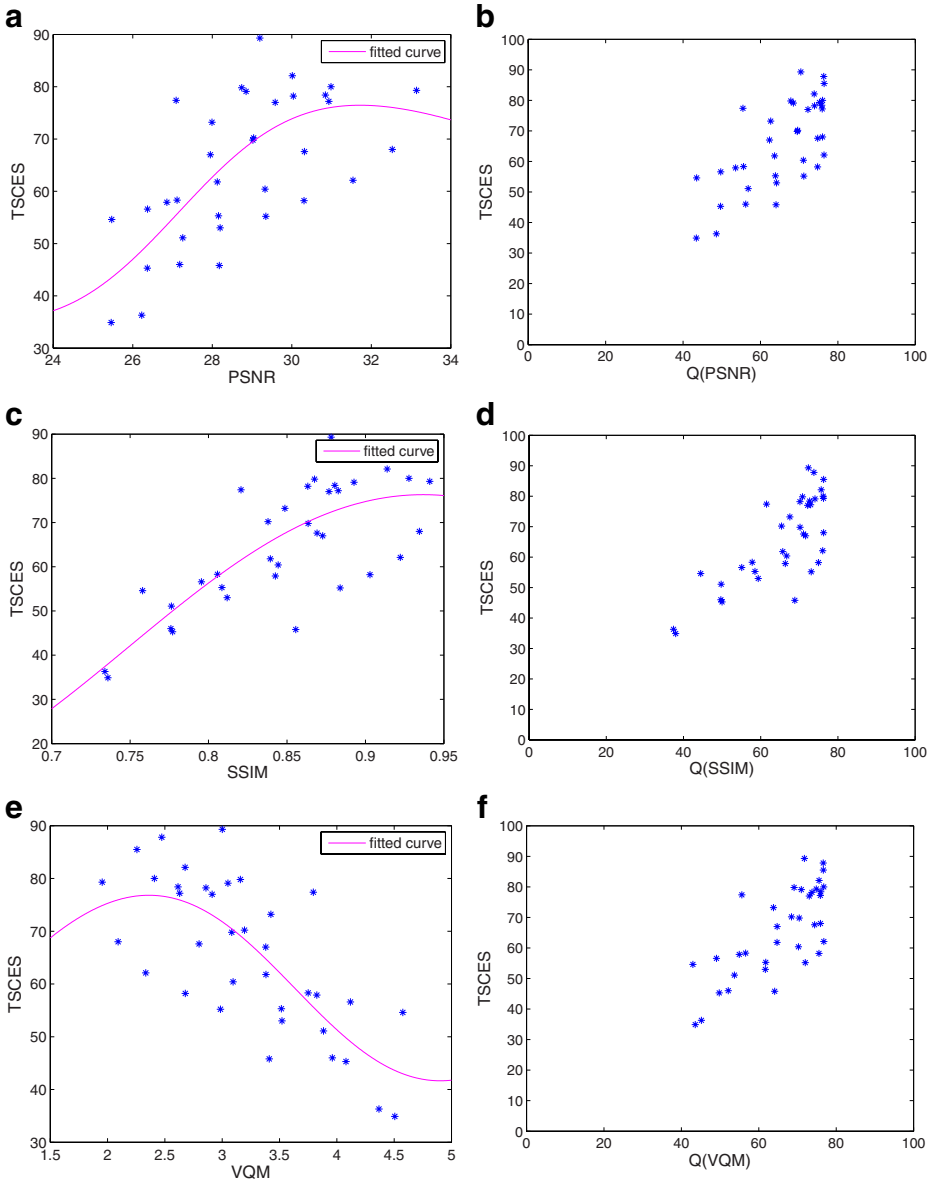 a
90
80
70
60
50
40
30
24 26 28 30 32 34
TSCES
PSNR
fitted curve
b
100
90
80
70
60
50
40
30
20
10
0
0 20 40 60 80 100
TSCES
Q(PSNR)
c
90
80
70
60
50
40
30
20
0.7 0.75 0.8 0.85 0.9 0.95
TSCES
SSIM
fitted curve
d
100
90
80
70
60
50
40
30
20
10
0
0 20 40 60 80 100
TSCES
Q(SSIM)
e
90
80
70
60
50
40
30
1.5 2 2.5 3 3.5 4 4.5 5
TSCES
VQM
fitted curve
f
100
90
80
70
60
50
40
30
20
10
0
0 20 40 60 80 100
TSCES
Q(VQM)